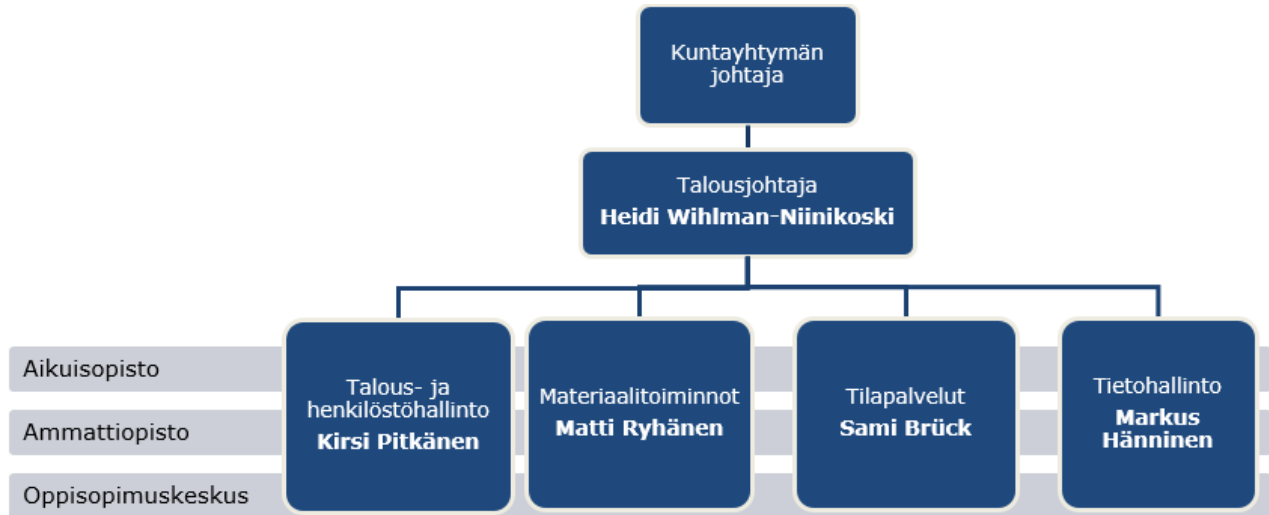 Kuntayhtymän
johtaja
Talousjohtaja
Heidi Wihlman-Niinikoski
Aikuisopisto
Ammattiopisto
Oppisopimuskeskus
Talous- ja
henkilöstöhallinto
Kirsi Pitkänen
Materiaalitoiminnot
Matti Ryhänen
Tilapalvelut
Sami Brück
Tietohallinto
Markus
Hänninen